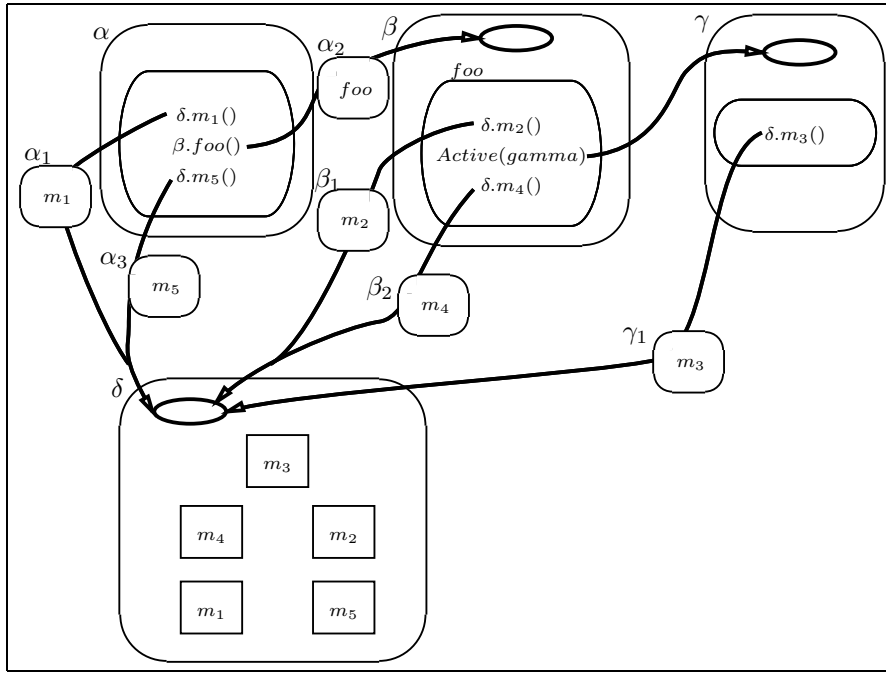 α
α₂
β
γ
foo
foo
δ.m₁()
β.foo()
δ.m₅()
δ.m₂()
Active(gamma)
δ.m₄()
δ.m₃()
α₁
m₁
β₁
m₂
α₃
m₅
β₂
m₄
γ₁
m₃
δ
m₃
m₄
m₂
m₁
m₅